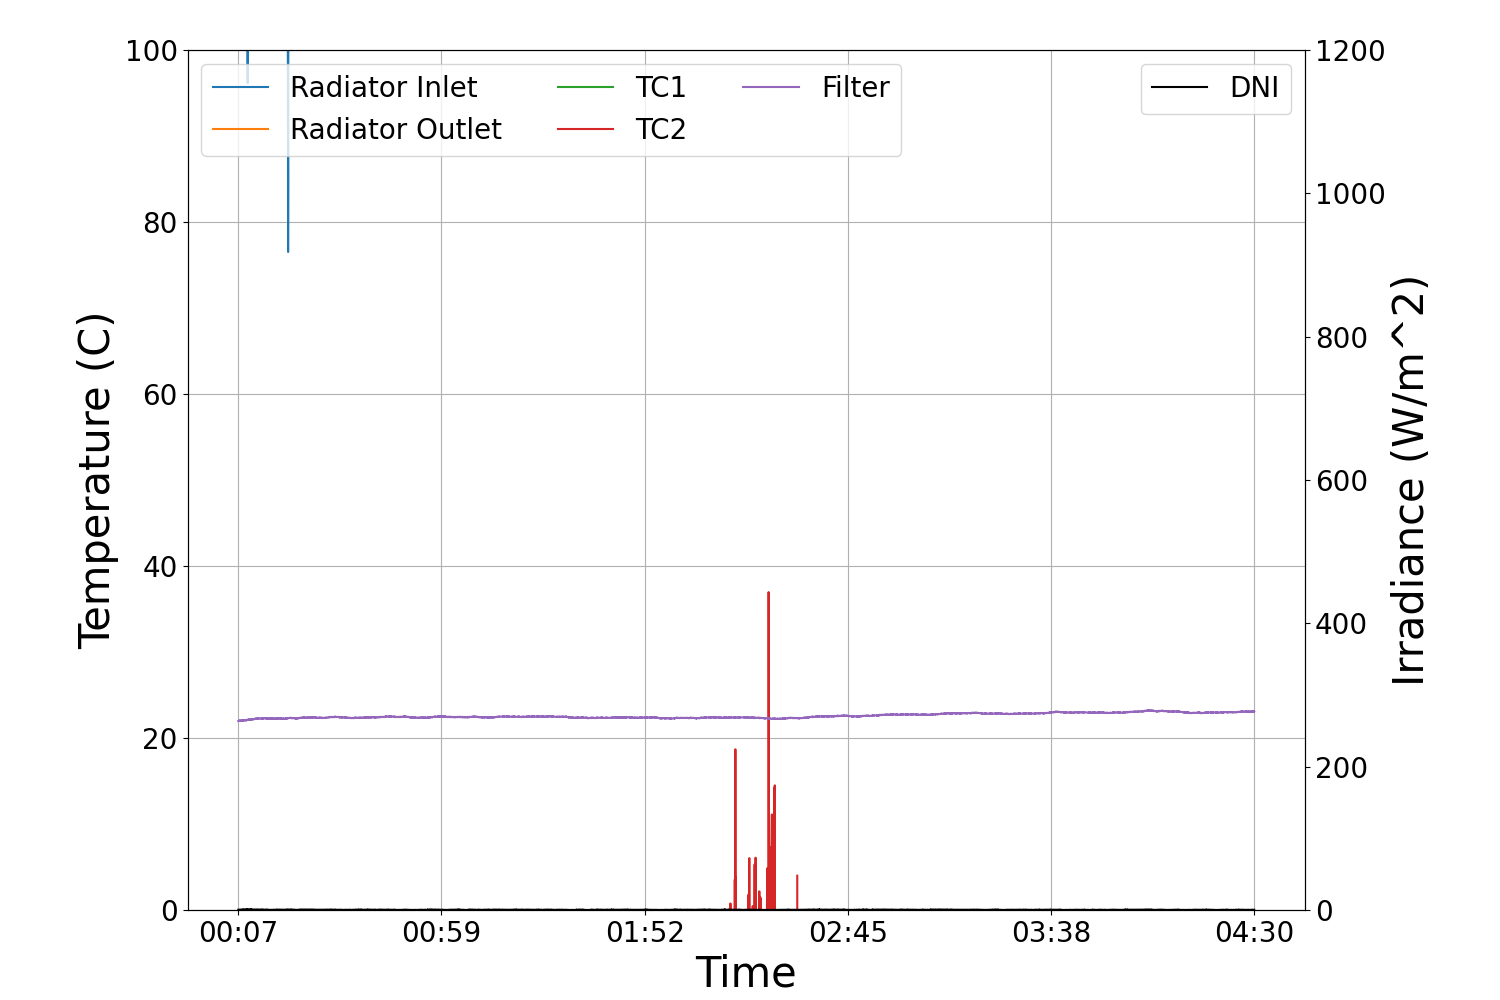 100
80
60
40
20
0
Temperature (C)
Radiator Inlet
Radiator Outlet
TC1
TC2
Filter
DNI
1200
1000
800
600
400
200
0
Irradiance (W/m^2)
00:07 00:59 01:52 02:45 03:38 04:30
Time